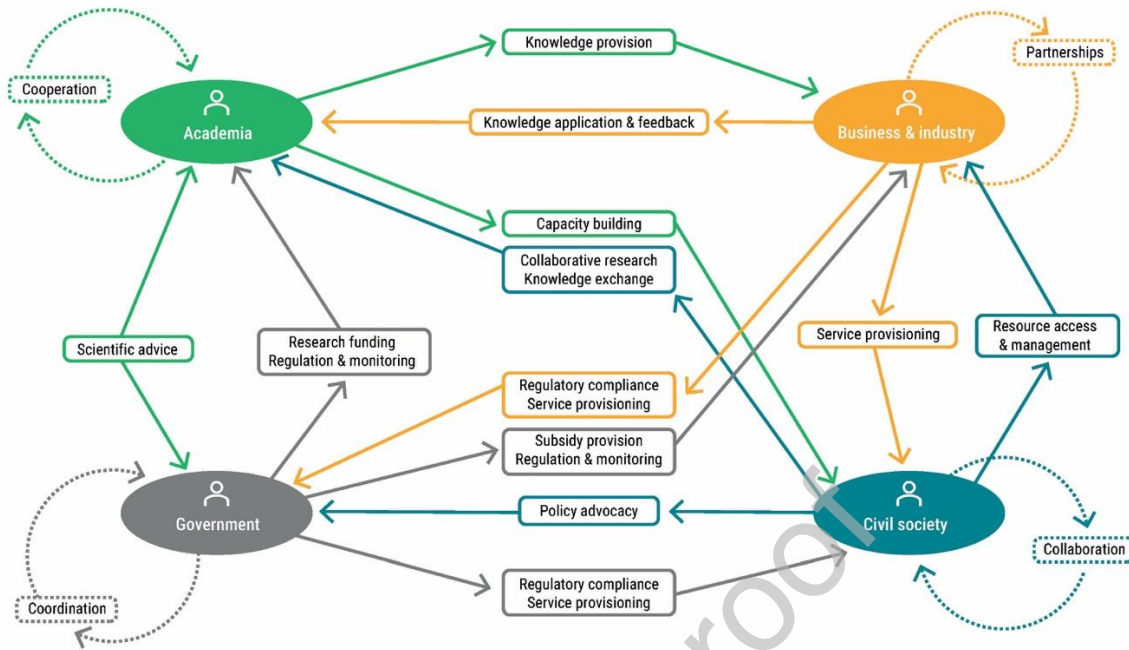 Knowledge provision
Partnerships
Cooperation
Academia
Knowledge application & feedback
Business & industry
Capacity building
Collaborative research
Knowledge exchange
Scientific advice
Research funding
Regulation & monitoring
Service provisioning
Resource access
& management
Regulatory compliance
Service provisioning
Subsidy provision
Regulation & monitoring
Government
Policy advocacy
Civil society
Collaboration
Regulatory compliance
Service provisioning
Coordination
roof